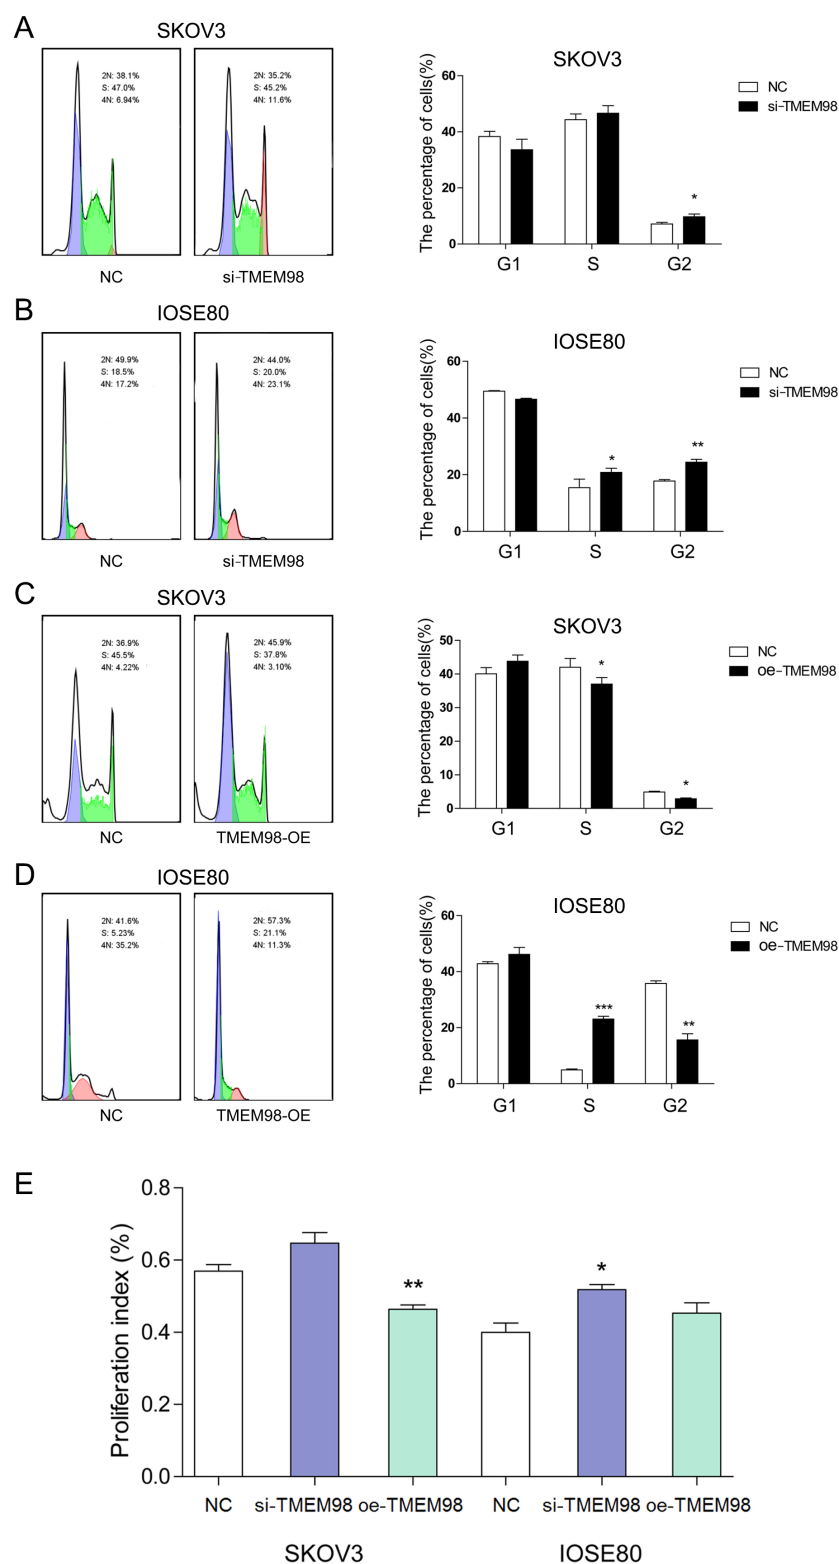 A
SKOV3
2N: 38.1%
S: 47.0%
4N: 6.94%
NC
2N: 35.2%
S: 45.2%
4N: 11.6%
si-TMEM98
SKOV3
The percentage of cells(%)
60
40
20
0
*
G1 S G2
NC
si-TMEM98
B
IOSE80
2N: 49.9%
S: 18.5%
4N: 17.2%
NC
2N: 44.0%
S: 20.0%
4N: 23.1%
si-TMEM98
IOSE80
The percentage of cells(%)
60
40
20
0
* **
G1 S G2
NC
si-TMEM98
C
SKOV3
2N: 36.9%
S: 45.5%
4N: 4.22%
NC
2N: 45.9%
S: 37.8%
4N: 3.10%
TMEM98-OE
SKOV3
The percentage of cells(%)
50
40
30
20
10
0
* *
G1 S G2
NC
oe-TMEM98
D
IOSE80
2N: 41.6%
S: 5.23%
4N: 35.2%
NC
2N: 57.3%
S: 21.1%
4N: 11.3%
TMEM98-OE
IOSE80
The percentage of cells(%)
60
40
20
0
*** **
G1 S G2
NC
oe-TMEM98
E
Proliferation index (%)
0.8
0.6
0.4
0.2
0.0
** *
NC si-TMEM98 oe-TMEM98 NC si-TMEM98 oe-TMEM98
SKOV3 IOSE80